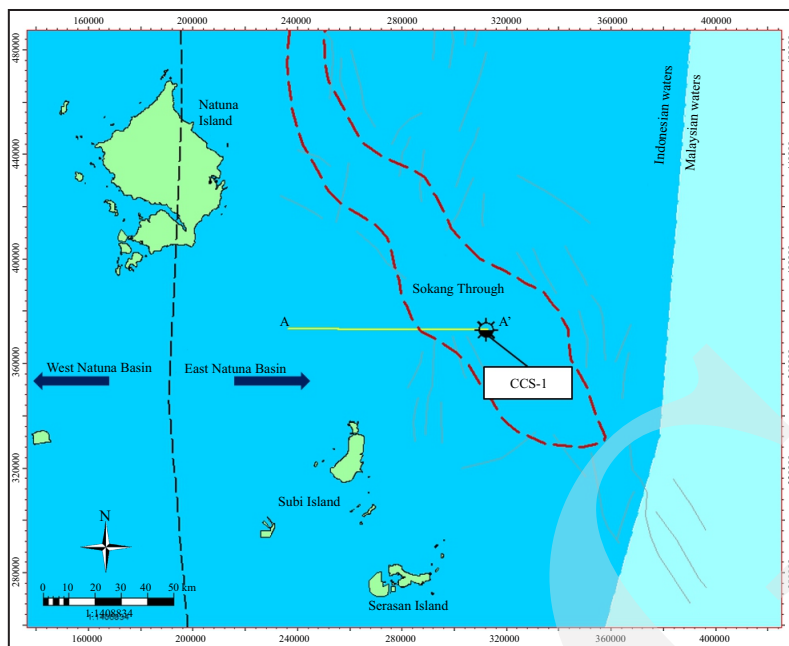 160000 200000 240000 280000 320000 360000 400000
480000
440000
400000
360000
320000
280000
Natuna
Island
Indonesian waters
Malaysian waters
Sokang Through
A
A'
CCS-1
West Natuna Basin
East Natuna Basin
Subi Island
Serasan Island
N
0 10 20 30 40 50 km
1:1408834
160000 200000 240000 280000 320000 360000 400000